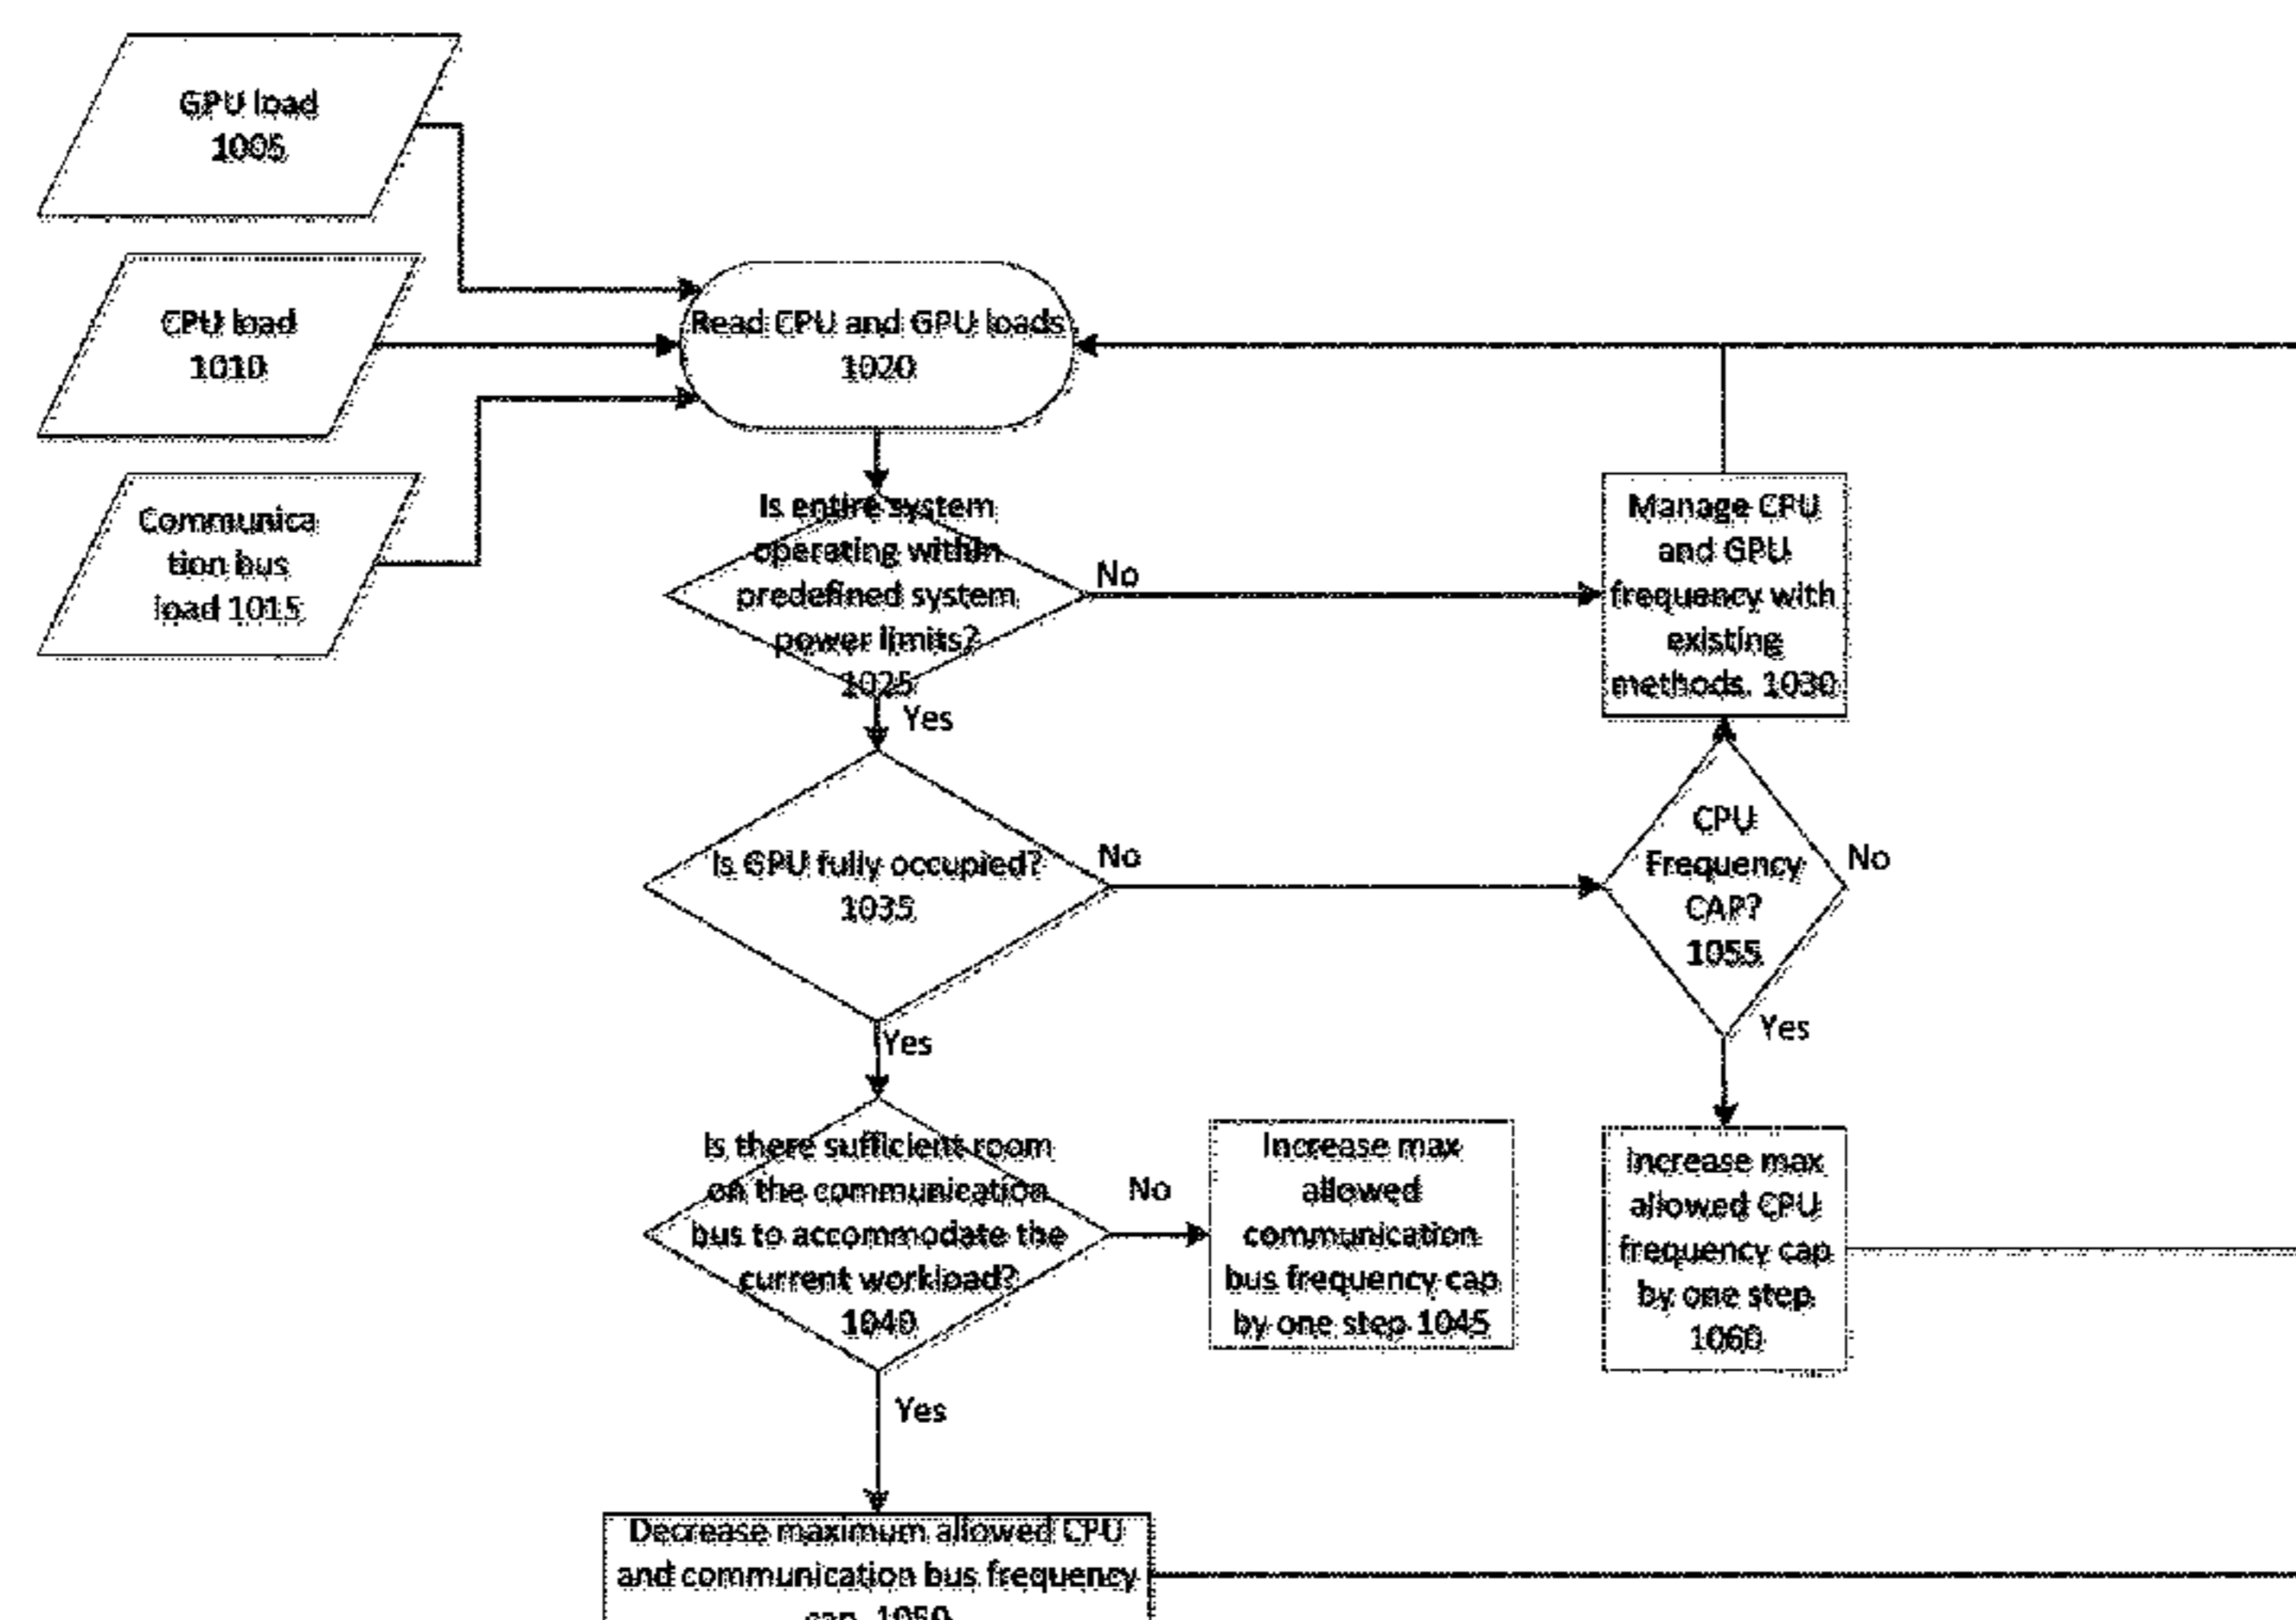 GPU load
1005
CPU load
1010
Communica
tion bus
load 1015
Read CPU and GPU loads
1020
Is entire system
operating within
predefined system
power limits?
1025
No
Yes
Manage CPU
and GPU
frequency with
existing
methods. 1030
Is GPU fully occupied?
1035
No
Yes
CPU
Frequency
CAP?
1055
No
Yes
Is there sufficient room
on the communication
bus to accommodate the
current workload?
1040
No
Yes
Increase max
allowed
communication
bus frequency cap
by one step 1045
Increase max
allowed CPU
frequency cap
by one step
1060
Decrease maximum allowed CPU
and communication bus frequency
cap. 1050